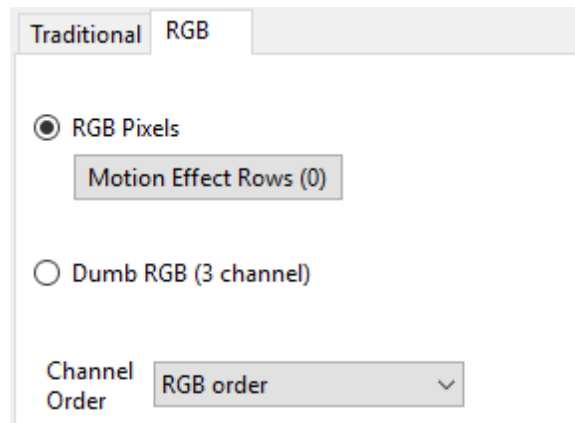 Traditional RGB
RGB Pixels
Motion Effect Rows (0)
Dumb RGB (3 channel)
Channel
Order
RGB order